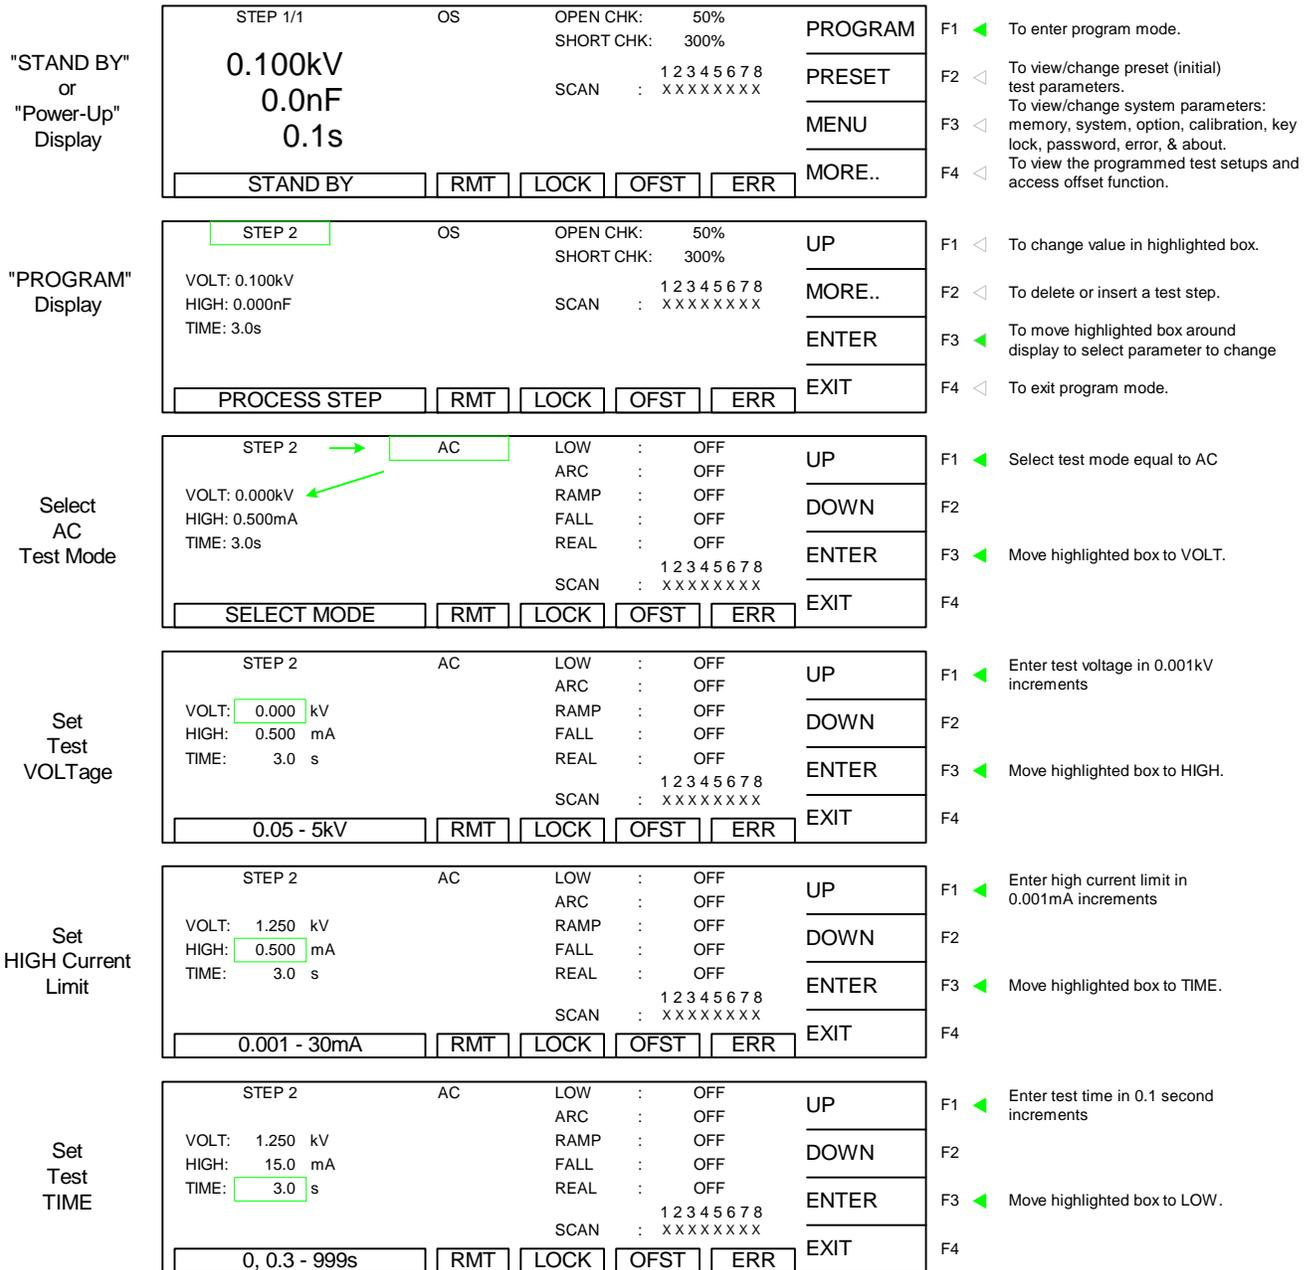 "STAND BY"
or
"Power-Up"
Display
STEP 1/1 OS OPEN CHK: 50%
SHORT CHK: 300%
0.100kV
0.0nF
0.1s
1 2 3 4 5 6 7 8
SCAN : X X X X X X X X
STAND BY RMT LOCK OFST ERR
PROGRAM F1 To enter program mode.
PRESET F2 To view/change preset (initial)
test parameters.
MENU F3 To view/change system parameters:
memory, system, option, calibration, key
lock, password, error, & about.
MORE.. F4 To view the programmed test setups and
access offset function.
"PROGRAM"
Display
STEP 2 OS OPEN CHK: 50%
SHORT CHK: 300%
VOLT: 0.100kV
HIGH: 0.000nF
TIME: 3.0s
1 2 3 4 5 6 7 8
SCAN : X X X X X X X X
PROCESS STEP RMT LOCK OFST ERR
UP F1 To change value in highlighted box.
MORE.. F2 To delete or insert a test step.
ENTER F3 To move highlighted box around
display to select parameter to change
EXIT F4 To exit program mode.
Select
AC
Test Mode
STEP 2 AC LOW : OFF
ARC : OFF
VOLT: 0.000kV RAMP : OFF
HIGH: 0.500mA FALL : OFF
TIME: 3.0s REAL : OFF
1 2 3 4 5 6 7 8
SCAN : X X X X X X X X
SELECT MODE RMT LOCK OFST ERR
UP F1 Select test mode equal to AC
DOWN F2
ENTER F3 Move highlighted box to VOLT.
EXIT F4
Set
Test
VOLTage
STEP 2 AC LOW : OFF
ARC : OFF
VOLT: 0.000 kV RAMP : OFF
HIGH: 0.500 mA FALL : OFF
TIME: 3.0 s REAL : OFF
1 2 3 4 5 6 7 8
SCAN : X X X X X X X X
0.05 - 5kV RMT LOCK OFST ERR
UP F1 Enter test voltage in 0.001kV
increments
DOWN F2
ENTER F3 Move highlighted box to HIGH.
EXIT F4
Set
HIGH Current
Limit
STEP 2 AC LOW : OFF
ARC : OFF
VOLT: 1.250 kV RAMP : OFF
HIGH: 0.500 mA FALL : OFF
TIME: 3.0 s REAL : OFF
1 2 3 4 5 6 7 8
SCAN : X X X X X X X X
0.001 - 30mA RMT LOCK OFST ERR
UP F1 Enter high current limit in
0.001mA increments
DOWN F2
ENTER F3 Move highlighted box to TIME.
EXIT F4
Set
Test
TIME
STEP 2 AC LOW : OFF
ARC : OFF
VOLT: 1.250 kV RAMP : OFF
HIGH: 15.0 mA FALL : OFF
TIME: 3.0 s REAL : OFF
1 2 3 4 5 6 7 8
SCAN : X X X X X X X X
0, 0.3 - 999s RMT LOCK OFST ERR
UP F1 Enter test time in 0.1 second
increments
DOWN F2
ENTER F3 Move highlighted box to LOW.
EXIT F4